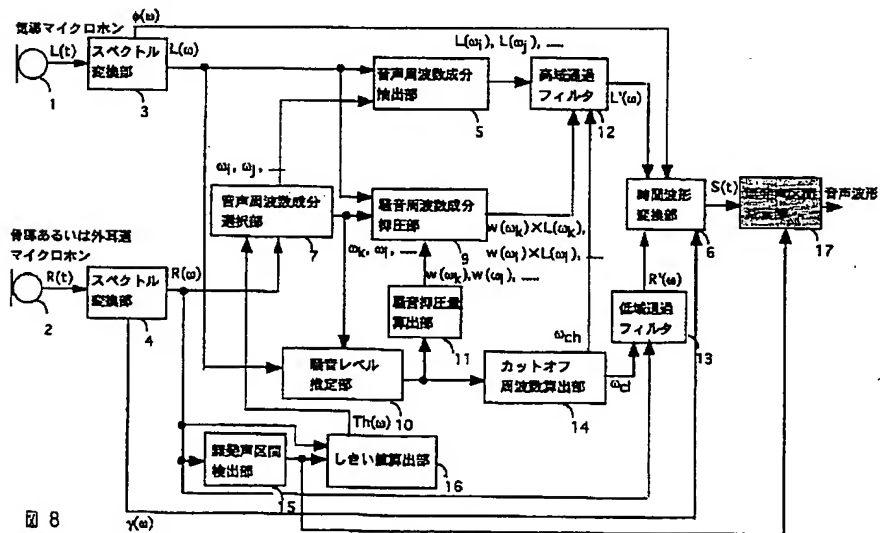 φ(ω)
気導マイクロホン
L(t)
スペクトル
変換部
L(ω)
1
3
L(ωi), L(ωj), ....
音声周波数成分
検出部
5
高域通過
フィルタ
12
L'(ω)
ωi, ωj, ....
音声周波数成分
選択部
7
騒音周波数成分
抑圧部
9
w(ωk)×L(ωk),
w(ωl)×L(ωl), ....
ωk, ωl, ....
w(ωk),w(ωl), ....
時間波形
変換部
6
S(t)
音声波形
17
骨導あるいは外耳道
マイクロホン
R(t)
スペクトル
変換部
R(ω)
2
4
騒音抑圧量
算出部
11
R'(ω)
低域通過
フィルタ
13
ωch
騒音レベル
推定部
10
カットオフ
周波数算出部
14
ωcl
Th(ω)
無発声区間
検出部
15
しきい値算出部
16
図 8
γ(ω)